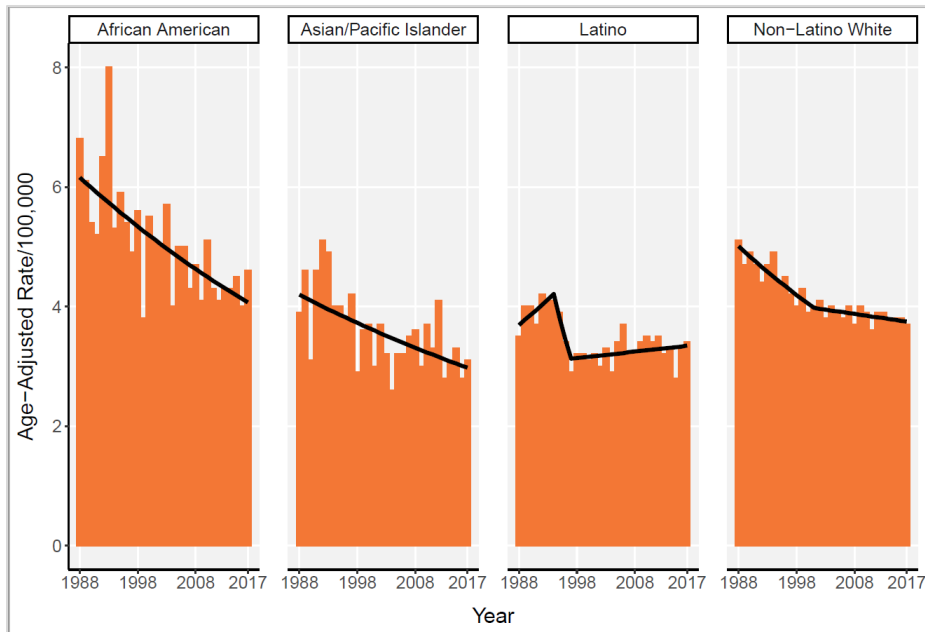 African American
Asian/Pacific Islander
Latino
Non−Latino White
Age−Adjusted Rate/100,000
8
6
4
2
0
1988 1998 2008 2017
1988 1998 2008 2017
1988 1998 2008 2017
1988 1998 2008 2017
Year